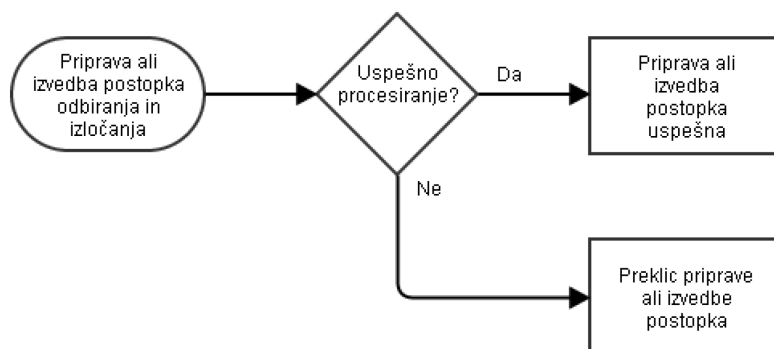 Priprava ali
izvedba postopka
odbiranja in
izločanja
Uspešno
procesiranje?
Da
Priprava ali
izvedba
postopka
uspešna
Ne
Preklic priprave
ali izvedbe
postopka